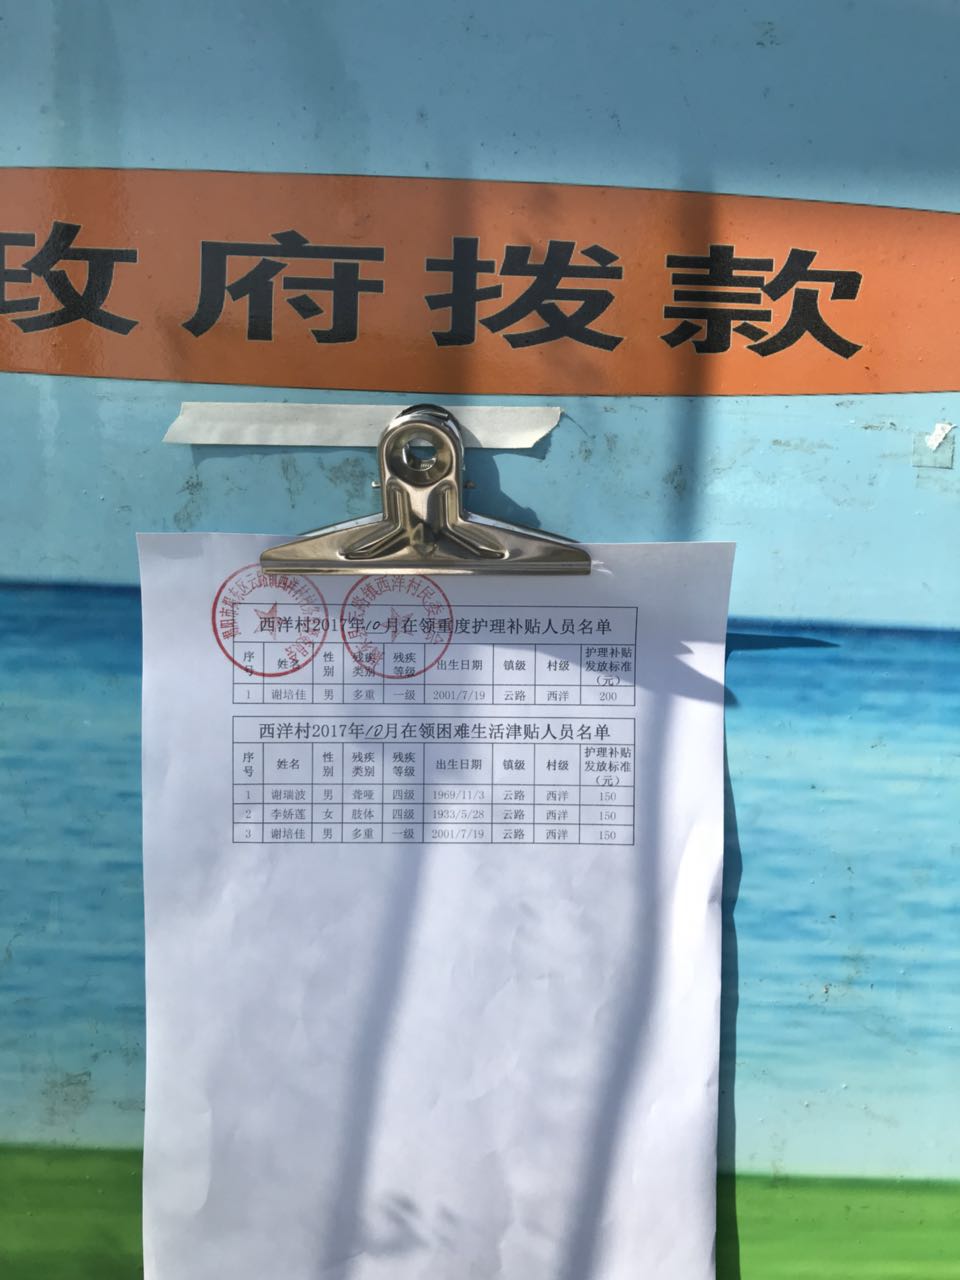 政府拨款
西洋村2017年10月在领重度护理补贴人员名单
序号 姓名 性别 残疾类别 残疾等级 出生日期 镇级 村级 护理补贴发放标准（元）
1 谢培佳 男 多重 一级 2001/7/19 云路 西洋 200
西洋村2017年10月在领困难生活津贴人员名单
序号 姓名 性别 残疾类别 残疾等级 出生日期 镇级 村级 护理补贴发放标准（元）
1 谢瑞波 男 聋哑 四级 1969/11/3 云路 西洋 150
2 李娇莲 女 肢体 四级 1933/5/28 云路 西洋 150
3 谢培佳 男 多重 一级 2001/7/19 云路 西洋 150